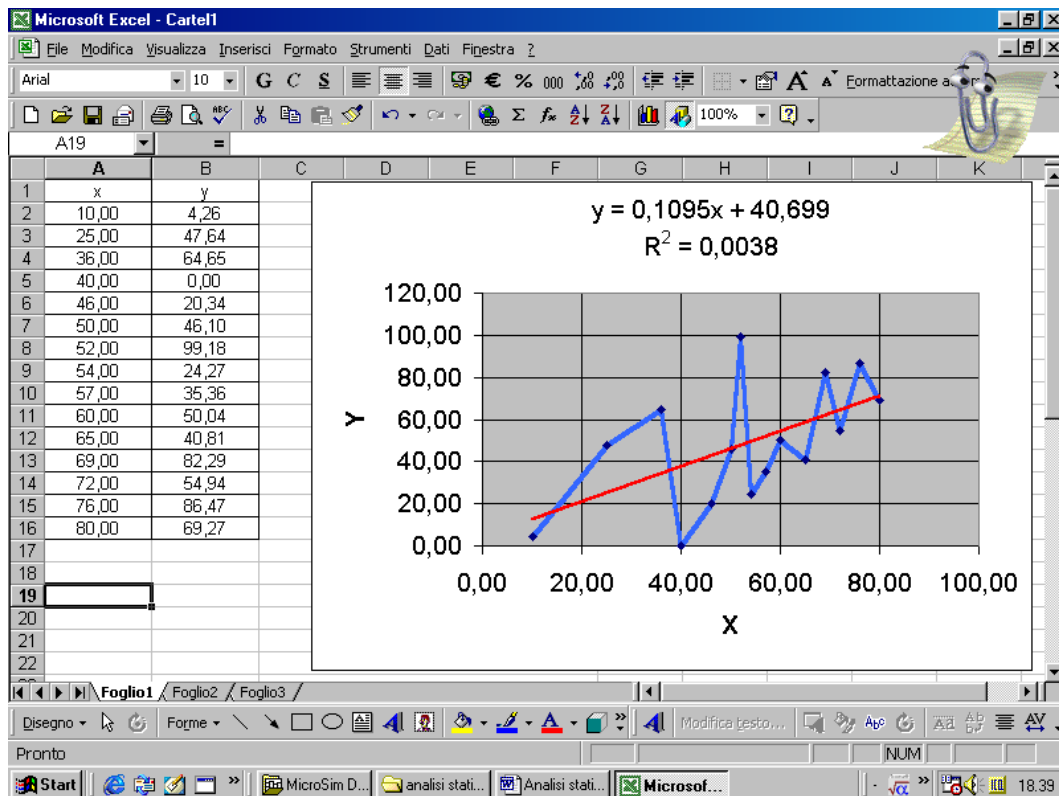 Microsoft Excel - Cartel1
File Modifica Visualizza Inserisci Formato Strumenti Dati Finestra ?
Arial 10 G C S € % 000 Formattazione
100%
A19 =
A B C D E F G H I J K
1 x y
2 10,00 4,26
3 25,00 47,64
4 36,00 64,65
5 40,00 0,00
6 46,00 20,34
7 50,00 46,10
8 52,00 99,18
9 54,00 24,27
10 57,00 35,36
11 60,00 50,04
12 65,00 40,81
13 69,00 82,29
14 72,00 54,94
15 76,00 86,47
16 80,00 69,27
17
18
19
20
21
22
y = 0,1095x + 40,699
R² = 0,0038
120,00
100,00
80,00
60,00
40,00
20,00
0,00
Y
0,00 20,00 40,00 60,00 80,00 100,00
X
Foglio1 Foglio2 Foglio3
Disegno Forme Modifica testo...
Pronto NUM
Start MicroSim D... analisi stati... Analisi stati... Microsof... 18.39